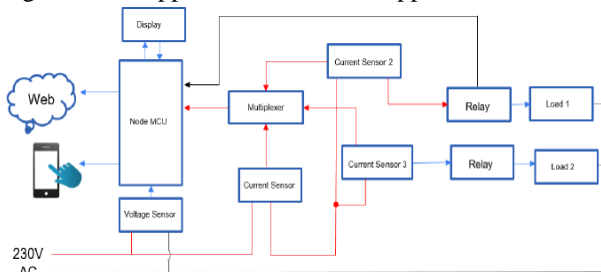 Display
Current Sensor 2
Web
Node MCU
Multiplexer
Relay
Load 1
Current Sensor 3
Relay
Load 2
Current Sensor
Voltage Sensor
230V
AC